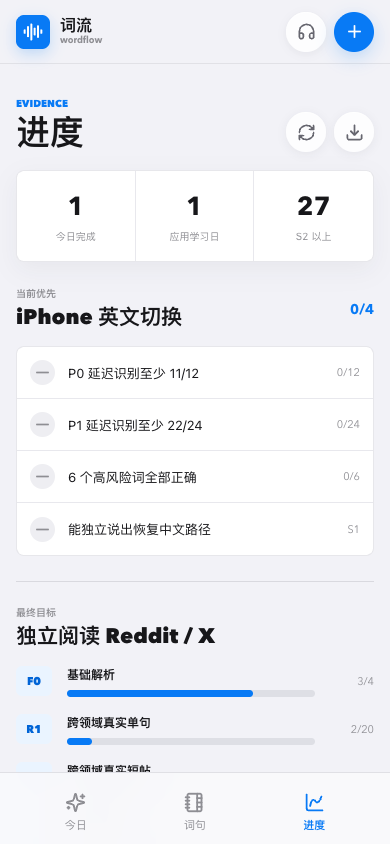 词流
wordflow
EVIDENCE
进度
1
今日完成
1
应用学习日
27
S2 以上
当前优先
iPhone 英文切换
0/4
P0 延迟识别至少 11/12
0/12
P1 延迟识别至少 22/24
0/24
6 个高风险词全部正确
0/6
能独立说出恢复中文路径
S1
最终目标
独立阅读 Reddit / X
F0
基础解析
3/4
R1
跨领域真实单句
2/20
跨领域真实短帖
今日
词句
进度